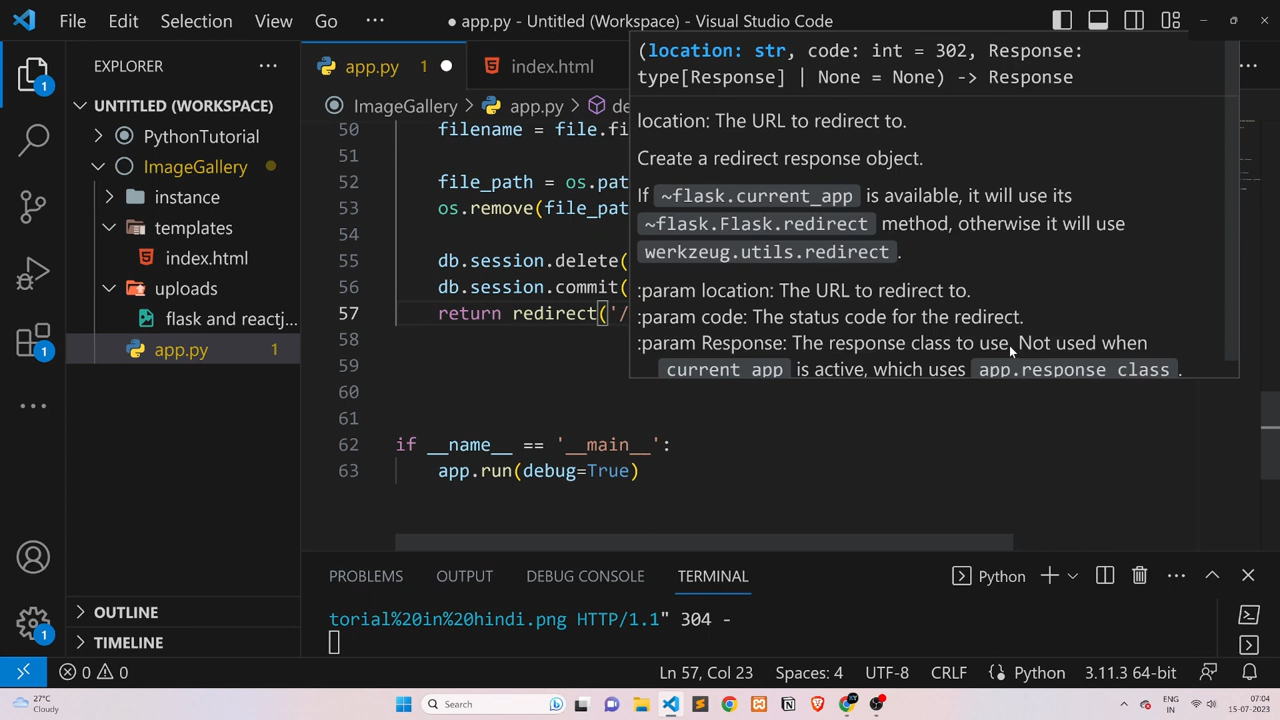 File Edit Selection View Go ··· ● app.py - Untitled (Workspace) - Visual Studio Code
EXPLORER ···
app.py 1 ● index.html ···
ImageGallery > app.py > de
UNTITLED (WORKSPACE)
PythonTutorial
ImageGallery
instance
templates
index.html
uploads
flask and reactj...
app.py 1
OUTLINE
TIMELINE
50 filename = file.fi
51
52 file_path = os.pat
53 os.remove(file_pat
54
55 db.session.delete(
56 db.session.commit(
57 return redirect('/
58
59
60
61
62 if __name__ == '__main__':
63 app.run(debug=True)
(location: str, code: int = 302, Response:
type[Response] | None = None) -> Response
location: The URL to redirect to.
Create a redirect response object.
If ~flask.current_app is available, it will use its
~flask.Flask.redirect method, otherwise it will use
werkzeug.utils.redirect.
:param location: The URL to redirect to.
:param code: The status code for the redirect.
:param Response: The response class to use. Not used when
current_app is active, which uses app.response_class.
PROBLEMS OUTPUT DEBUG CONSOLE TERMINAL Python
torial%20in%20hindi.png HTTP/1.1" 304 -
1
1
1
0 0 Ln 57, Col 23 Spaces: 4 UTF-8 CRLF Python 3.11.3 64-bit
27°C
Cloudy
Search
ENG
IN
07:04
15-07-2023